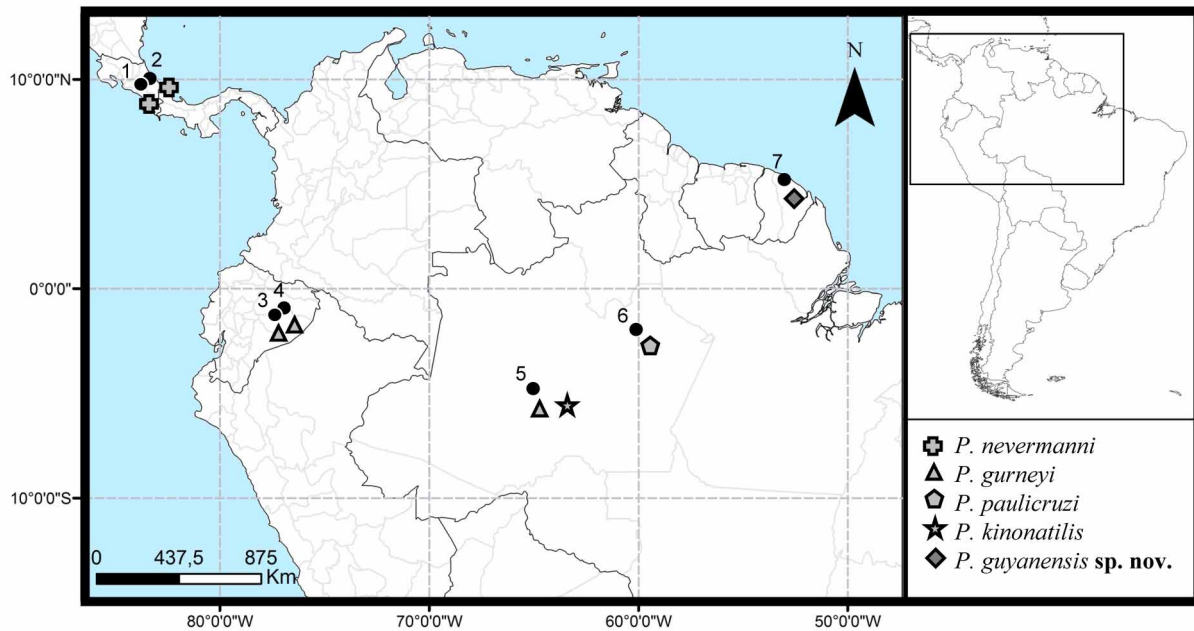 N
10°0'0"N
0°0'0"
10°0'0"S
1
2
3
4
5
6
7
0 437,5 875
Km
80°0'0"W 70°0'0"W 60°0'0"W 50°0'0"W
P. nevermanni
P. gurneyi
P. paulicruzi
P. kinonatilis
P. guyanensis sp. nov.